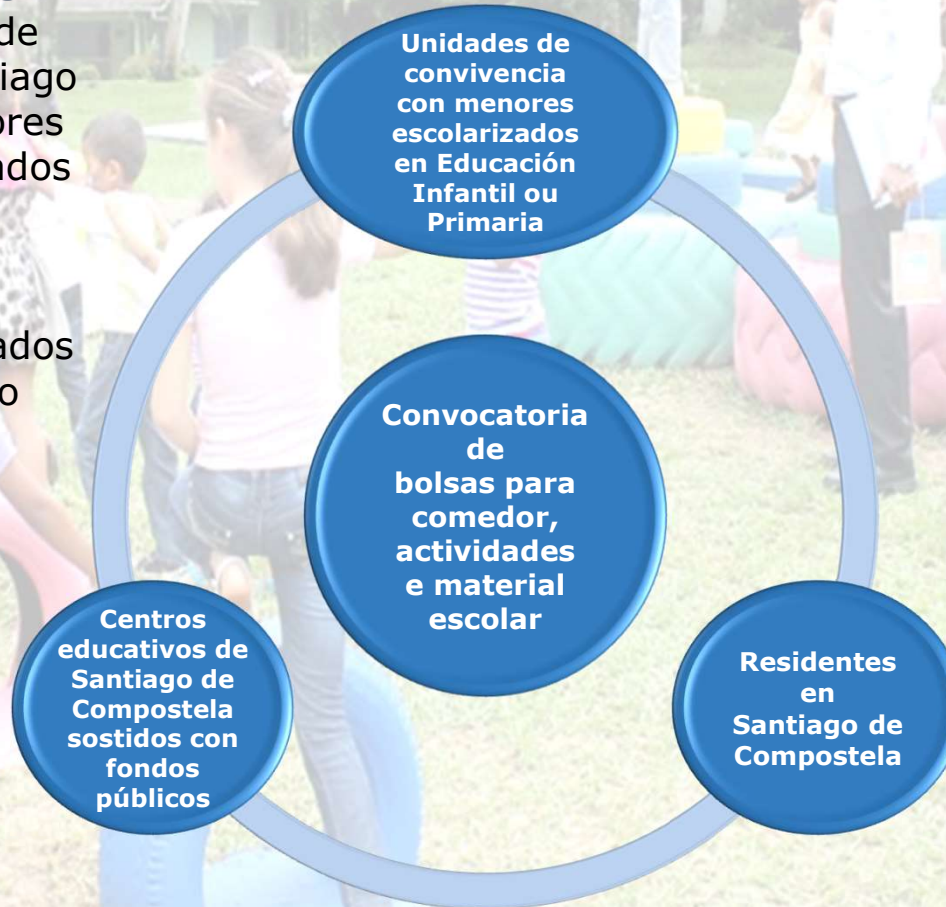 de
Unidades de
convivencia
con menores
escolarizados
en Educación
Infantil ou
Primaria
Convocatoria
de
bolsas para
comedor,
actividades
e material
escolar
Centros
educativos de
Santiago de
Compostela
sostidos con
fondos
públicos
Residentes
en
Santiago de
Compostela